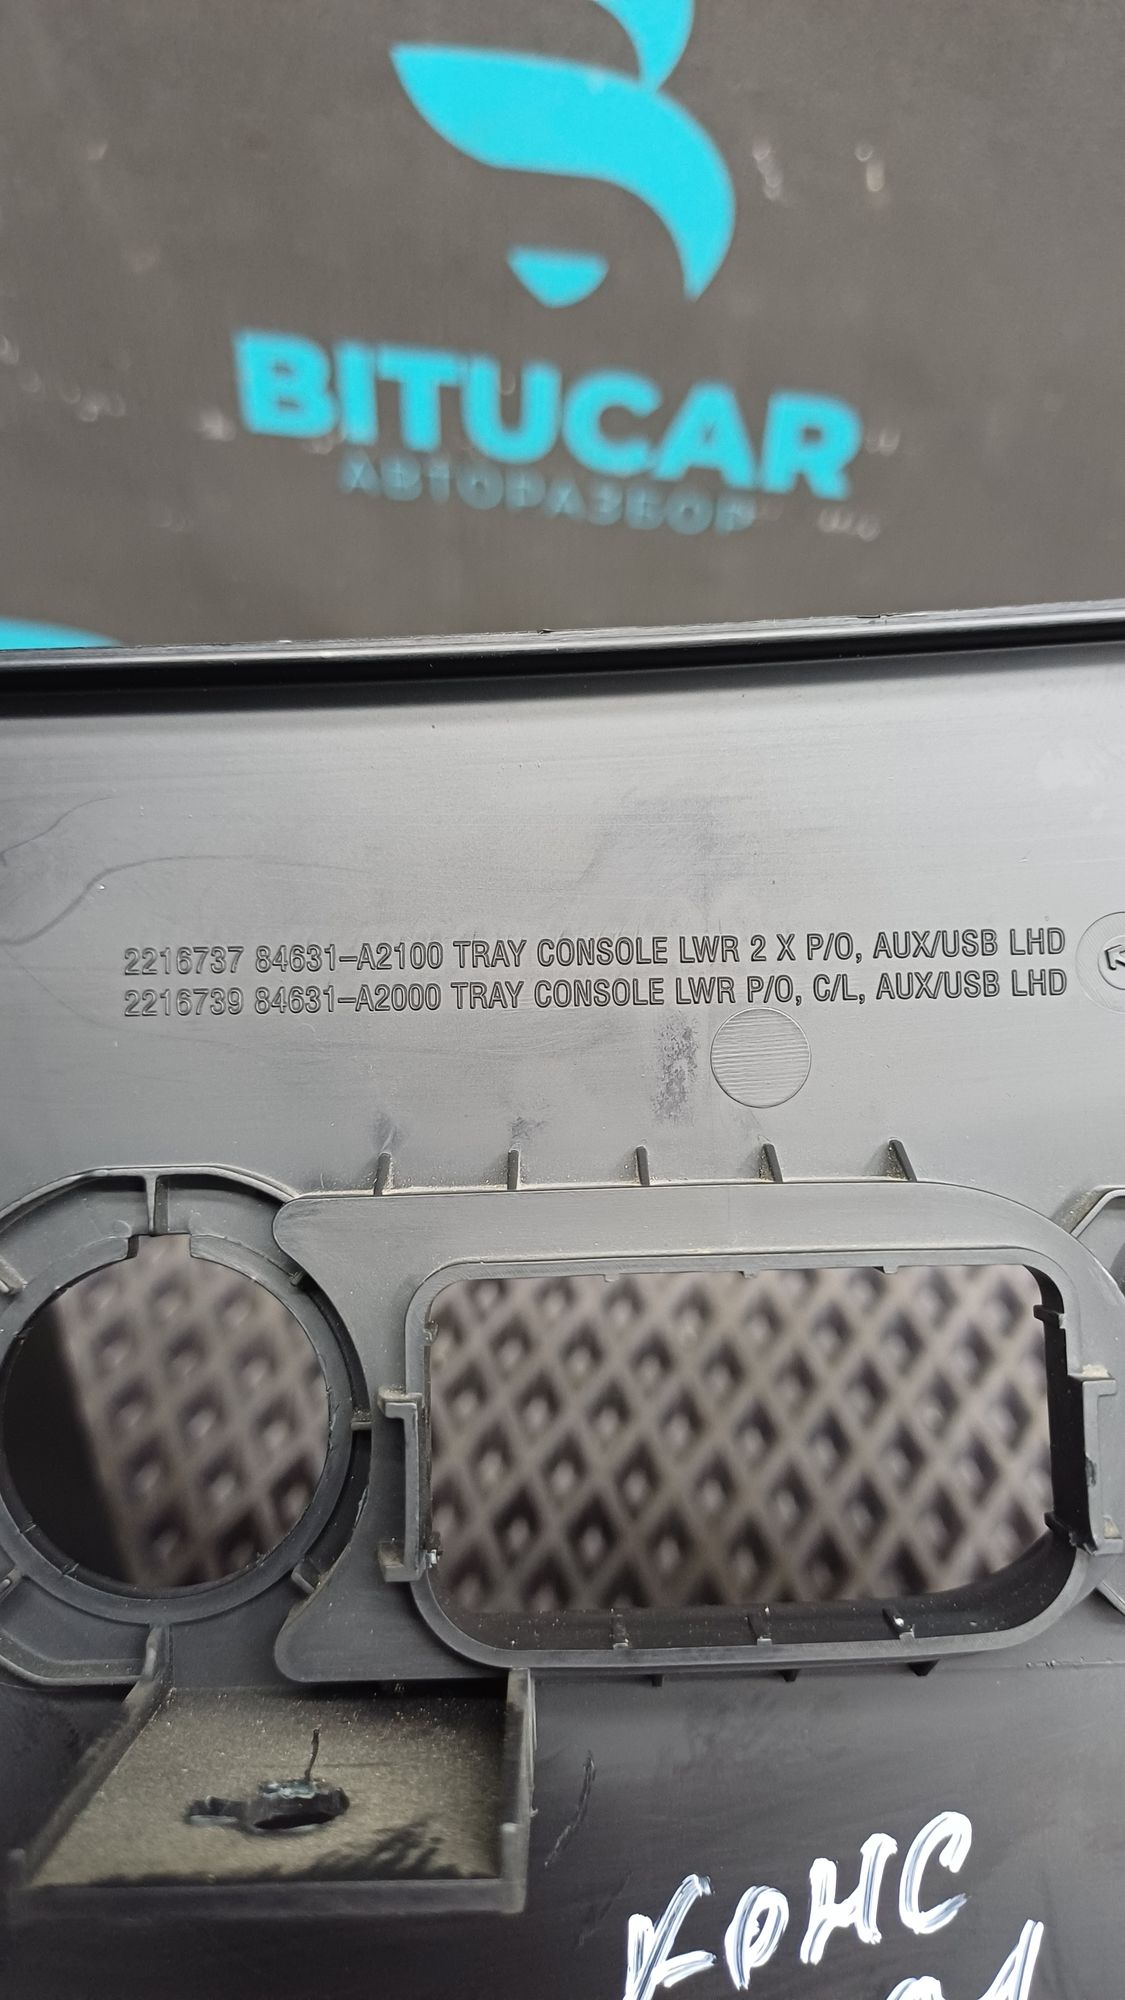 BITUCAR
АВТОРАЗБОР
2216737 84631-A2100 TRAY CONSOLE LWR 2 X P/O, AUX/USB LHD
2216739 84631-A2000 TRAY CONSOLE LWR P/O, C/L, AUX/USB LHD
КРНС